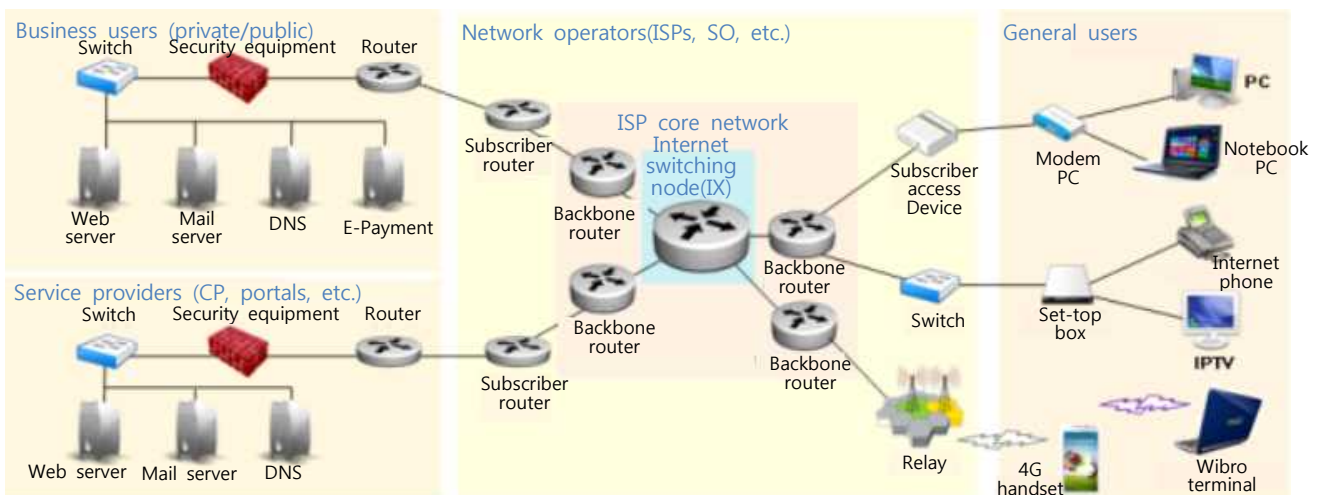 Business users (private/public)
Switch
Security equipment
Router
Web
server
Mail
server
DNS
E-Payment
Service providers (CP, portals, etc.)
Switch
Security equipment
Router
Web server
Mail server
DNS
Network operators(ISPs, SO, etc.)
Subscriber
router
ISP core network
Internet
switching
node(IX)
Backbone
router
Backbone
router
Subscriber
router
Backbone
router
Backbone
router
Subscriber
access
Device
Switch
Relay
General users
PC
Modem
PC
Notebook
PC
Internet
phone
Set-top
box
IPTV
4G
handset
Wibro
terminal